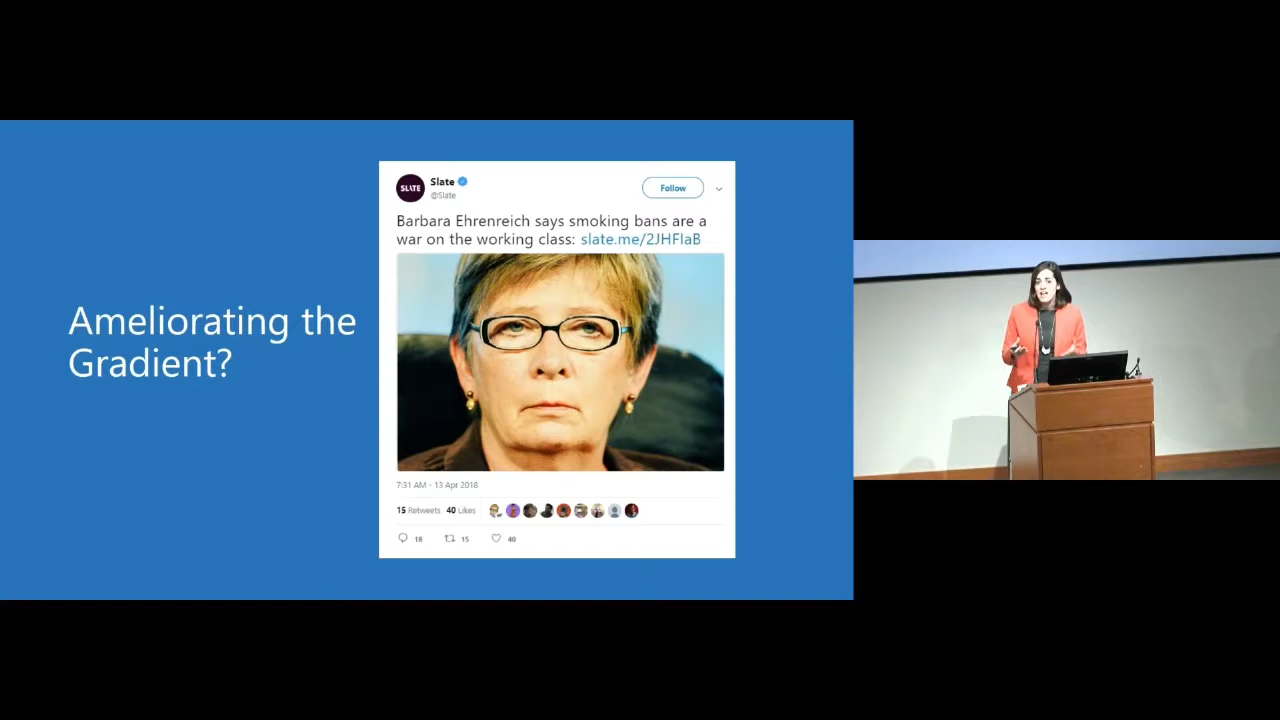 Ameliorating the
Gradient?
SLATE
Slate
@Slate
Follow
Barbara Ehrenreich says smoking bans are a
war on the working class: slate.me/2JHFIaB
7:31 AM - 13 Apr 2018
15 Retweets 40 Likes
18 15 40